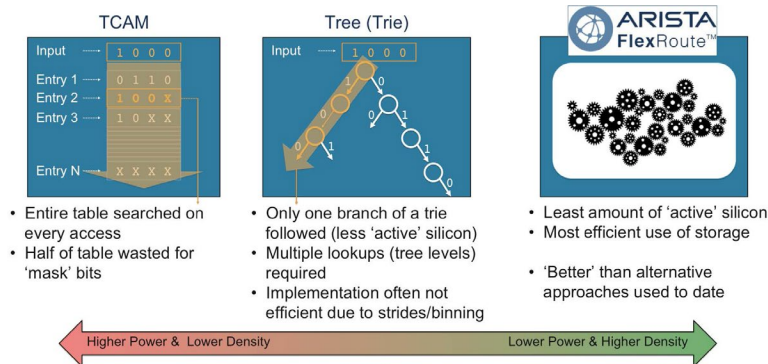 TCAM
Input 1 0 0 0
Entry 1 0 1 1 0
Entry 2 1 0 0 X
Entry 3 1 0 X X
Entry N X X X X
• Entire table searched on
every access
• Half of table wasted for
'mask' bits
Tree (Trie)
Input 1 0 0 0
1 0
0 0 1
0 1 0
0
• Only one branch of a trie
followed (less 'active' silicon)
• Multiple lookups (tree levels)
required
• Implementation often not
efficient due to strides/binning
ARISTA
FlexRoute™
• Least amount of 'active' silicon
• Most efficient use of storage
• 'Better' than alternative
approaches used to date
Higher Power & Lower Density
Lower Power & Higher Density